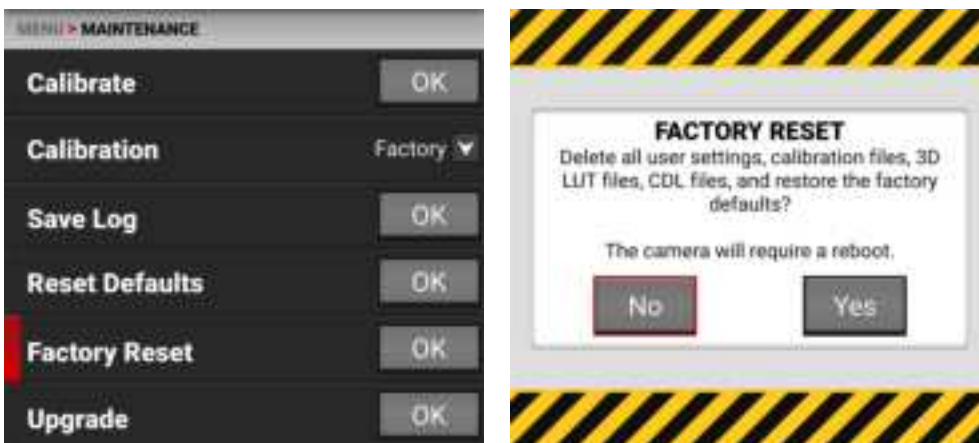 MENU > MAINTENANCE
Calibrate OK
Calibration Factory
Save Log OK
Reset Defaults OK
Factory Reset OK
Upgrade OK
FACTORY RESET
Delete all user settings, calibration files, 3D
LUT files, CDL files, and restore the factory
defaults?
The camera will require a reboot.
No Yes